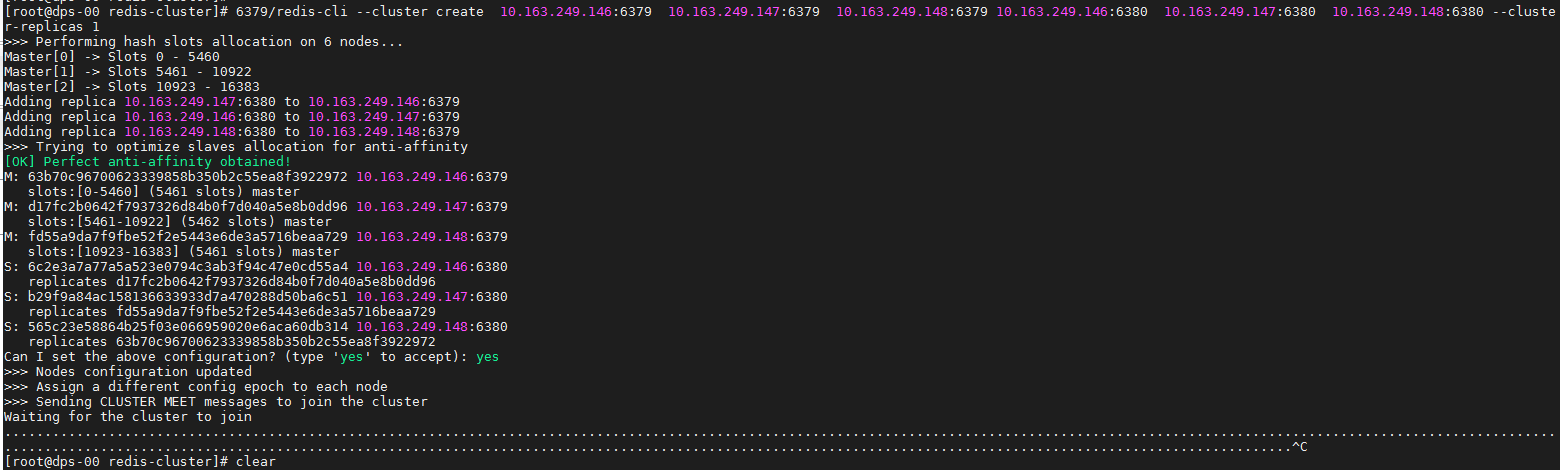 [root@dps-00 redis-cluster]# 6379/redis-cli --cluster create  10.163.249.146:6379  10.163.249.147:6379  10.163.249.148:6379 10.163.249.146:6380  10.163.249.147:6380  10.163.249.148:6380 --cluste
r-replicas 1
>>> Performing hash slots allocation on 6 nodes...
Master[0] -> Slots 0 - 5460
Master[1] -> Slots 5461 - 10922
Master[2] -> Slots 10923 - 16383
Adding replica 10.163.249.147:6380 to 10.163.249.146:6379
Adding replica 10.163.249.146:6380 to 10.163.249.147:6379
Adding replica 10.163.249.148:6380 to 10.163.249.148:6379
>>> Trying to optimize slaves allocation for anti-affinity
[OK] Perfect anti-affinity obtained!
M: 63b70c96700623339858b350b2c55ea8f3922972 10.163.249.146:6379
   slots:[0-5460] (5461 slots) master
M: d17fc2b0642f7937326d84b0f7d040a5e8b0dd96 10.163.249.147:6379
   slots:[5461-10922] (5462 slots) master
M: fd55a9da7f9fbe52f2e5443e6de3a5716beaa729 10.163.249.148:6379
   slots:[10923-16383] (5461 slots) master
S: 6c2e3a7a77a5a523e0794c3ab3f94c47e0cd55a4 10.163.249.146:6380
   replicates d17fc2b0642f7937326d84b0f7d040a5e8b0dd96
S: b29f9a84ac158136633933d7a470288d50ba6c51 10.163.249.147:6380
   replicates fd55a9da7f9fbe52f2e5443e6de3a5716beaa729
S: 565c23e58864b25f03e066959020e6aca60db314 10.163.249.148:6380
   replicates 63b70c96700623339858b350b2c55ea8f3922972
Can I set the above configuration? (type 'yes' to accept): yes
>>> Nodes configuration updated
>>> Assign a different config epoch to each node
>>> Sending CLUSTER MEET messages to join the cluster
Waiting for the cluster to join
..................................................................................................................................................................................................
.................................................................................................................................................................^C
[root@dps-00 redis-cluster]# clear